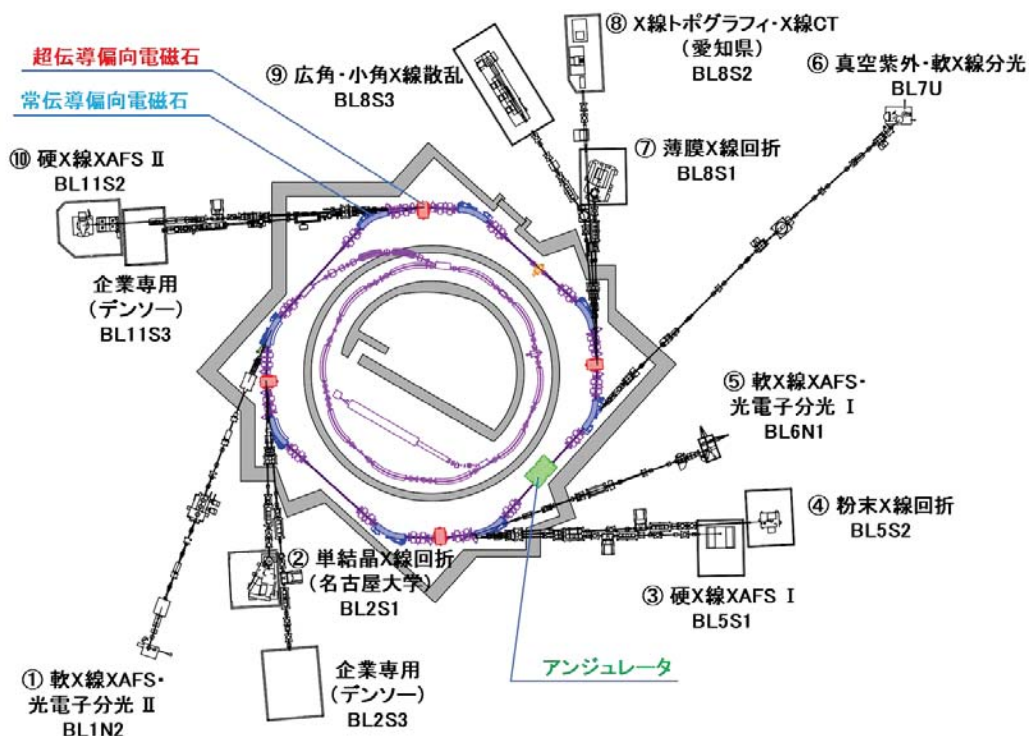 超伝導偏向電磁石
常伝導偏向電磁石
⑧ X線トポグラフィ・X線CT
(愛知県)
BL8S2
⑨ 広角・小角X線散乱
BL8S3
⑥ 真空紫外・軟X線分光
BL7U
⑦ 薄膜X線回折
BL8S1
⑩ 硬X線XAFS Ⅱ
BL11S2
企業専用
(デンソー)
BL11S3
⑤ 軟X線XAFS・
光電子分光 Ⅰ
BL6N1
④ 粉末X線回折
BL5S2
③ 硬X線XAFS Ⅰ
BL5S1
② 単結晶X線回折
(名古屋大学)
BL2S1
アンジュレータ
企業専用
(デンソー)
BL2S3
① 軟X線XAFS・
光電子分光 Ⅱ
BL1N2